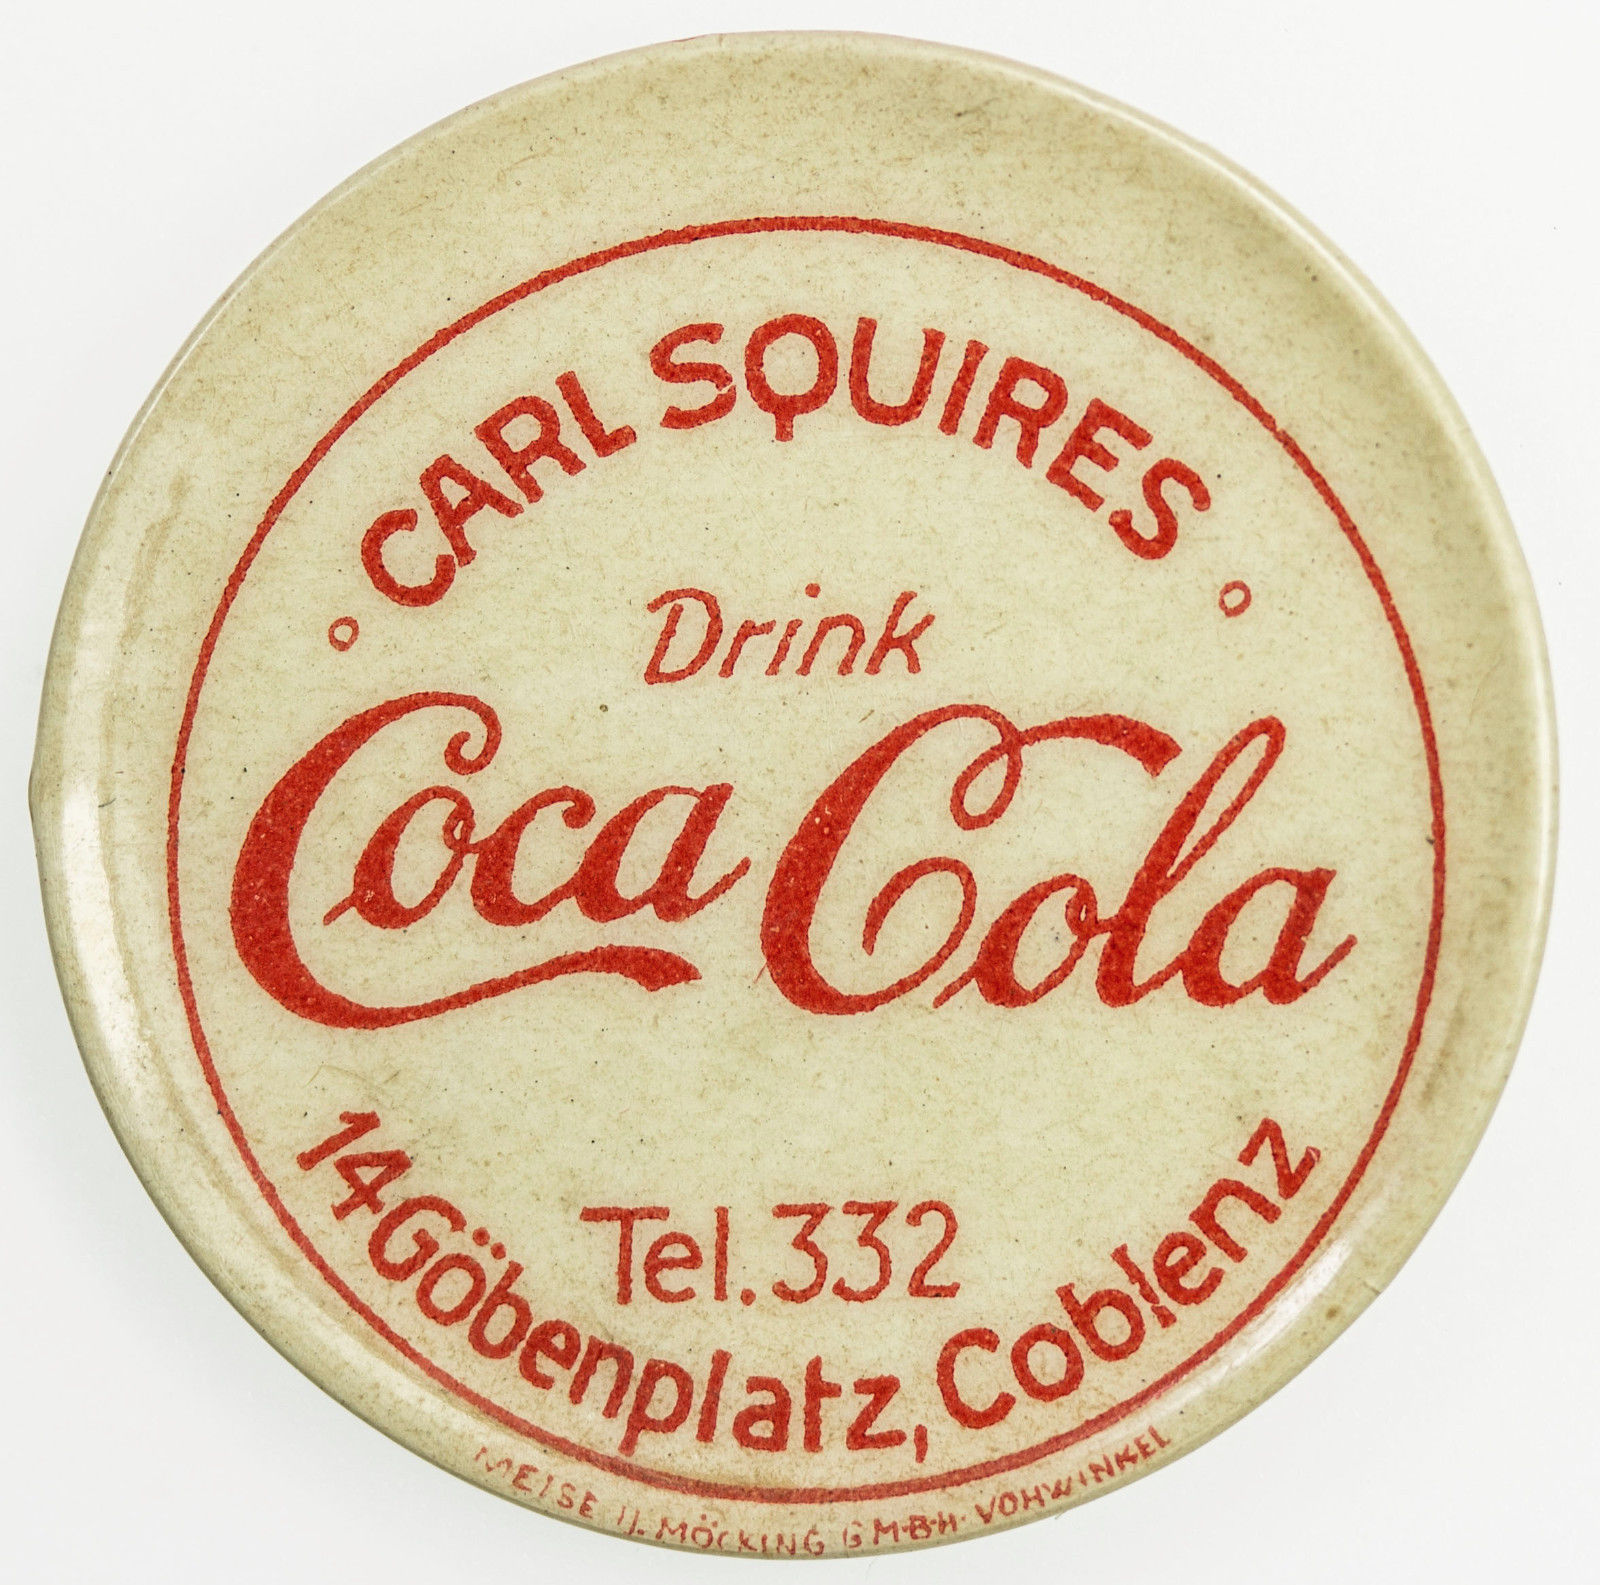 CARL SQUIRES
Drink
Coca Cola
Tel. 332
14 Göbenplatz, Coblenz
MEISE U. MÖCKING G.M.B.H. VOHWINKEL